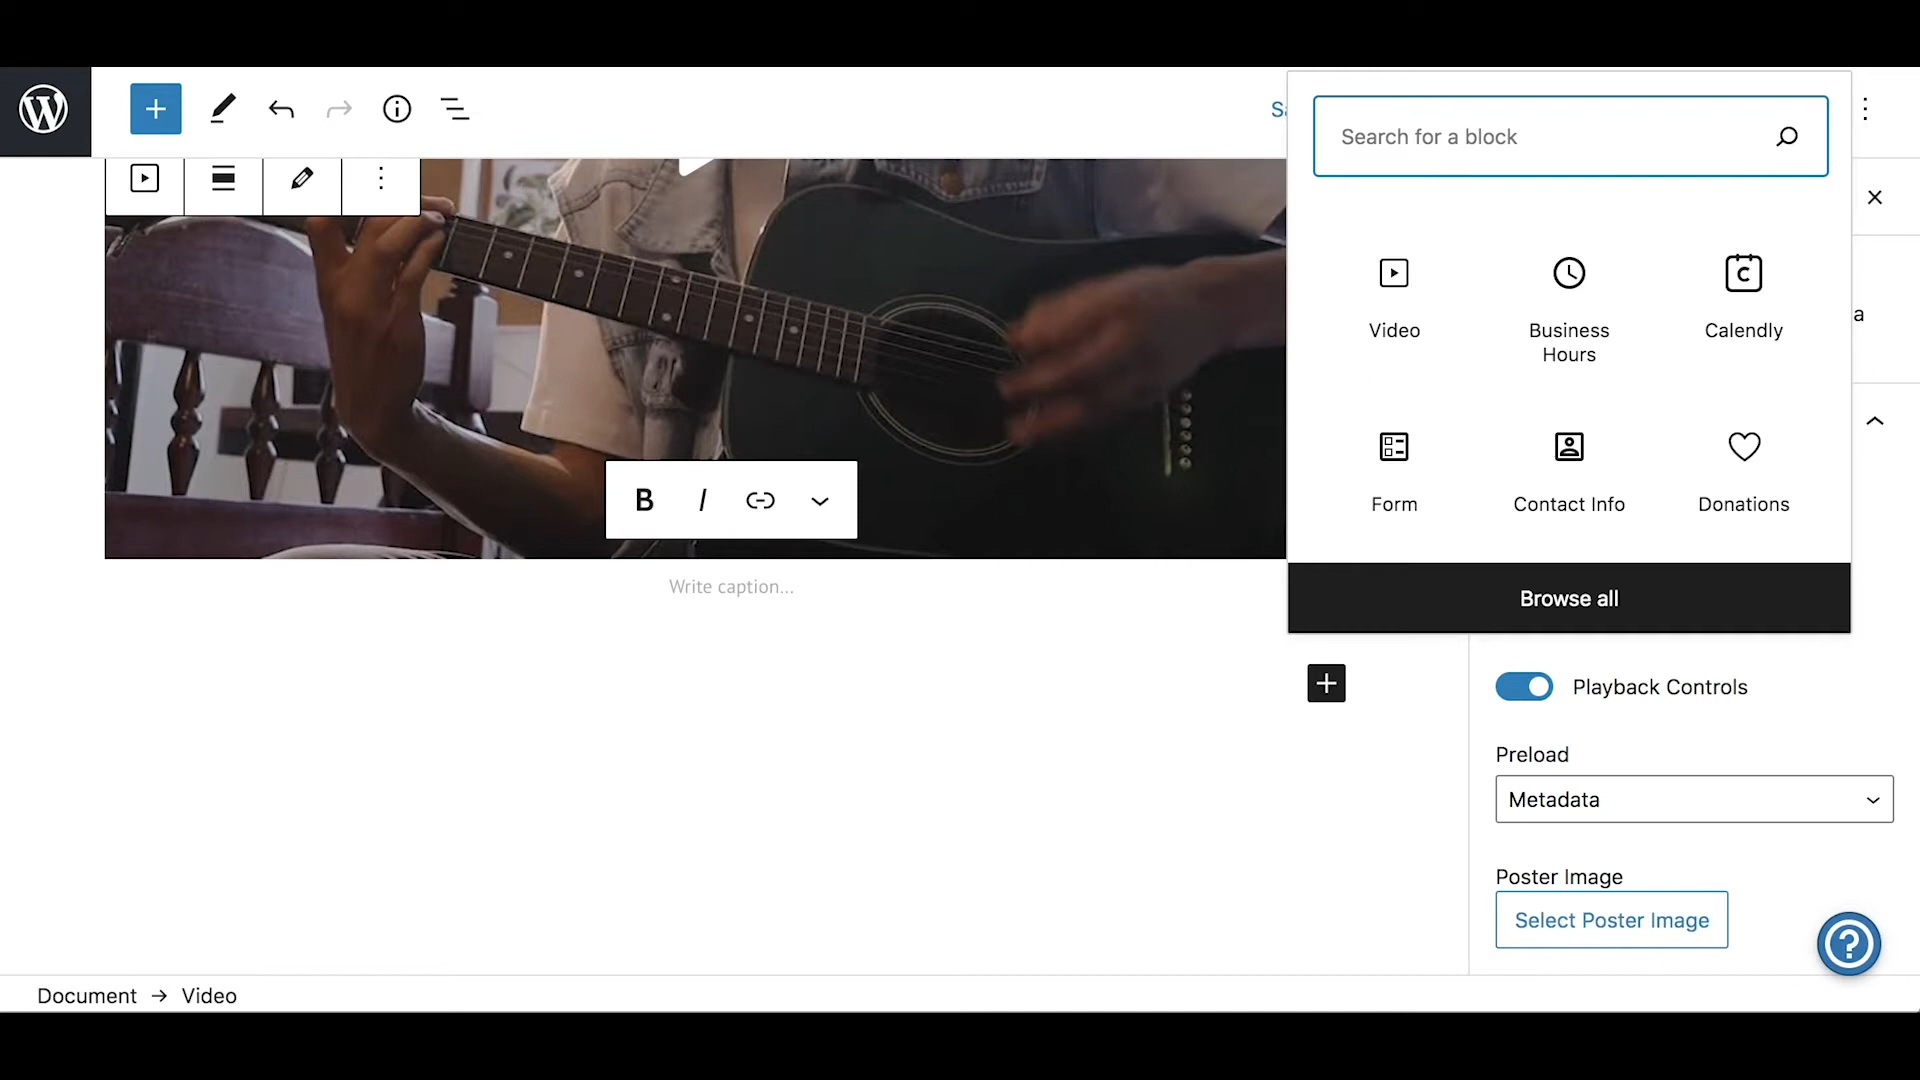 Search for a block
Video
Business
Hours
Calendly
Form
Contact Info
Donations
Browse all
B I
Write caption...
Playback Controls
Preload
Metadata
Poster Image
Select Poster Image
Document → Video